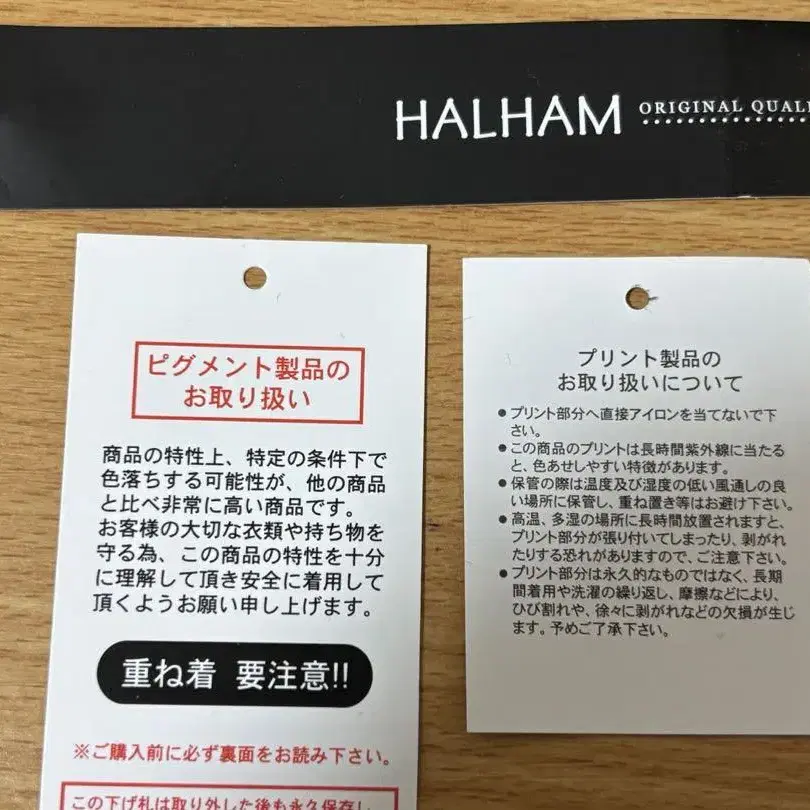 HALHAM ORIGINAL
ピグメント製品の
お取り扱い
商品の特性上、特定の条件下で
色落ちする可能性が、他の商品
と比べ非常に高い商品です。
お客様の大切な衣類や持ち物を
守る為、この商品の特性を十分
に理解して頂き安全に着用して
頂くようお願い申し上げます。
重ね着 要注意!!
※ご購入前に必ず裏面をお読み下さい。
この下げ札は取り外した後も永久保存し、
プリント製品の
お取り扱いについて
●プリント部分へ直接アイロンを当てないで下
さい。
●この商品のプリントは長時間紫外線に当たる
と、色あせしやすい特徴があります。
●保管の際は温度及び湿度の低い風通しの良
い場所に保管し、重ね置き等はお避け下さい。
●高温、多湿の場所に長時間放置されますと、
プリント部分が張り付いてしまったり、剥がれ
たりする恐れがありますので、ご注意下さい。
●プリント部分は永久的なものではなく、長期
間着用や洗濯の繰り返し、摩擦などにより、
ひび割れや、徐々に剥がれなどの欠損が生じ
ます。予めご了承下さい。